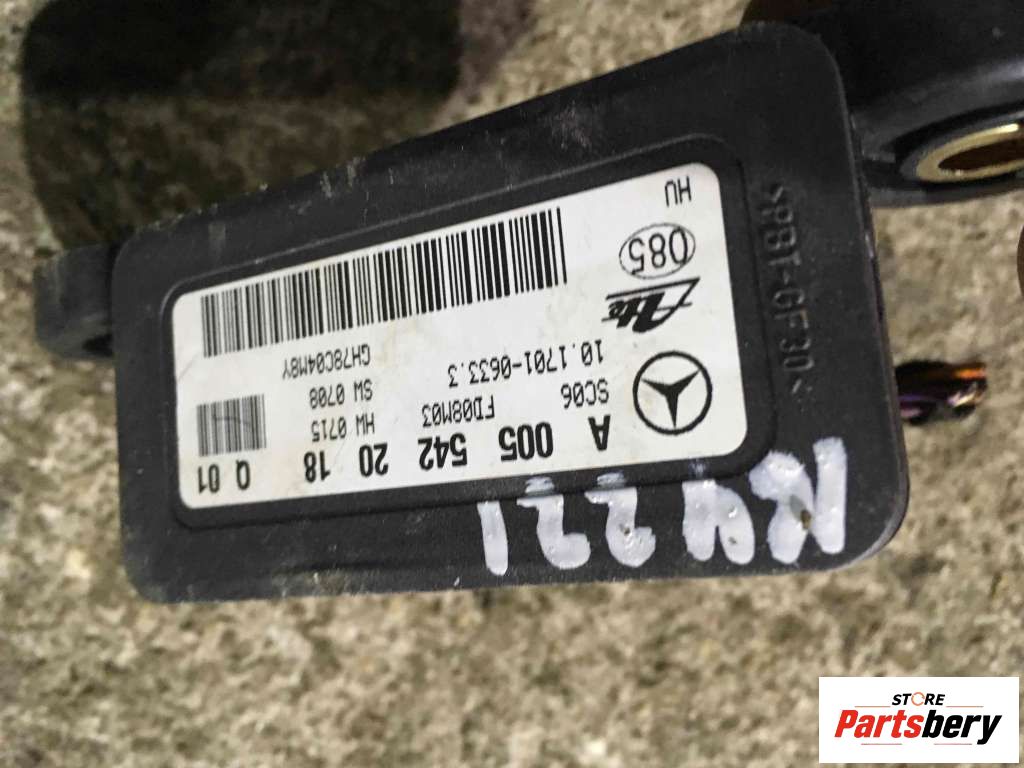 A 005 542 20 18 Q 01
SC06 FD08M03 HW 0715
10.1701-0633.3 SW 0708
GH78C04M8Y
Ate
085
HU
STORE
Partsbery